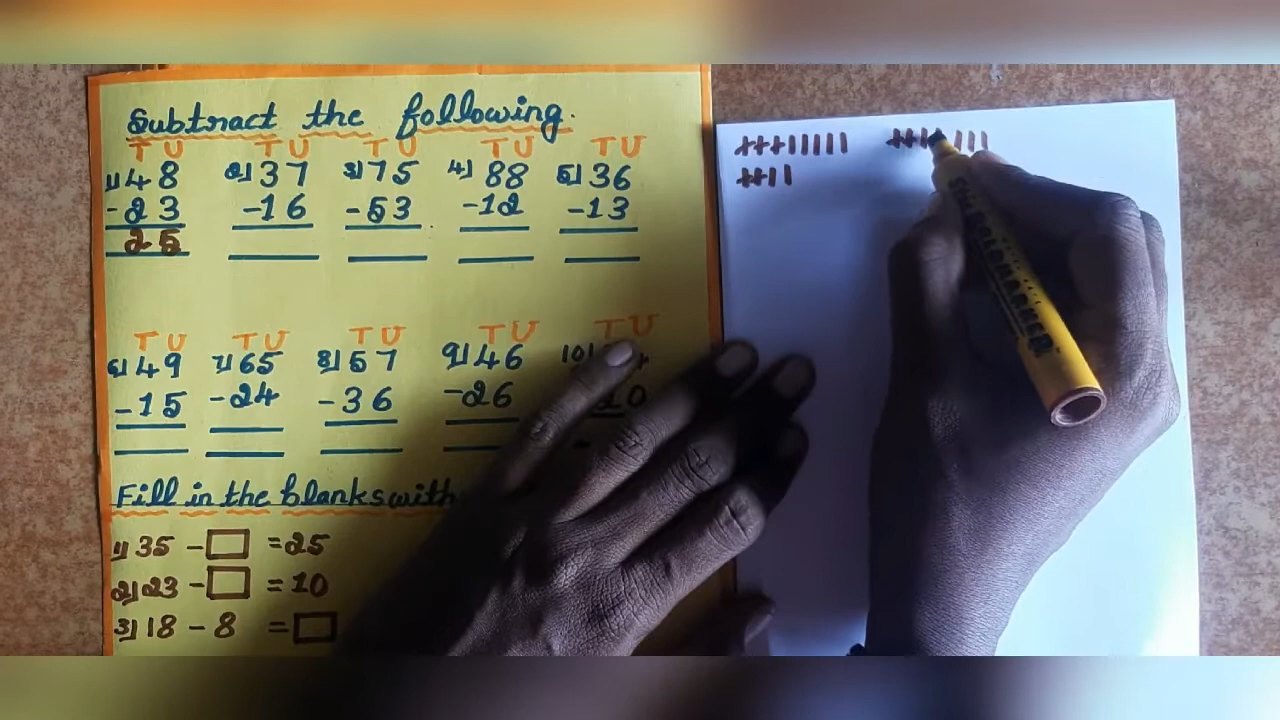 Subtract the following.
T U T U T U T U T U
1) 48 2) 37 3) 75 4) 88 5) 36
-23 -16 -53 -12 -13
25
T U T U T U T U T U
6) 49 7) 65 8) 57 9) 46 10)
-15 -24 -36 -26
Fill in the blanks with
1) 35 - □ = 25
2) 23 - □ = 10
3) 18 - 8 = □